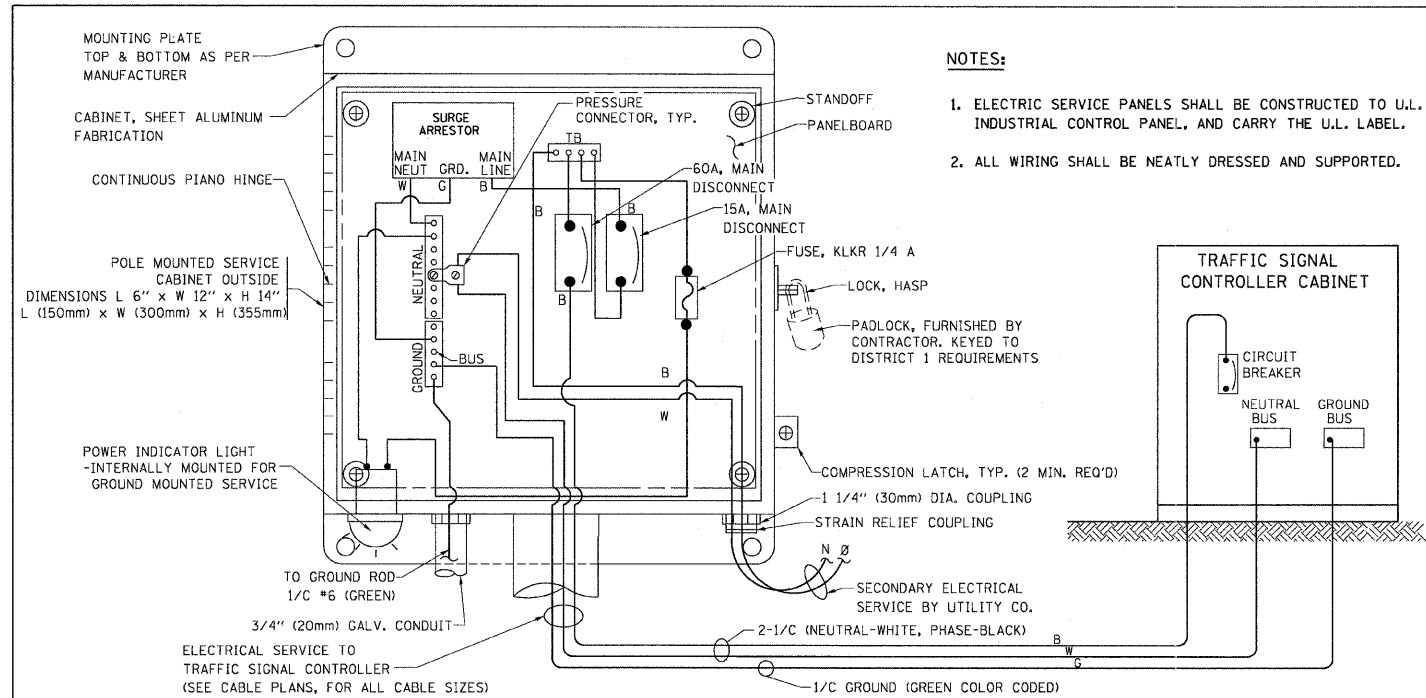 MOUNTING PLATE
TOP & BOTTOM AS PER
MANUFACTURER
CABINET, SHEET ALUMINUM
FABRICATION
CONTINUOUS PIANO HINGE
POLE MOUNTED SERVICE
CABINET OUTSIDE
DIMENSIONS L 6" x W 12" x H 14"
L (150mm) x W (300mm) x H (355mm)
POWER INDICATOR LIGHT
-INTERNALLY MOUNTED FOR
GROUND MOUNTED SERVICE
SURGE
ARRESTOR
MAIN
NEUT
GRD.
MAIN
LINE
W
G
B
PRESSURE
CONNECTOR, TYP.
TB
NEUTRAL
GROUND
BUS
B
B
B
B
W
STANDOFF
PANELBOARD
60A, MAIN
DISCONNECT
15A, MAIN
DISCONNECT
FUSE, KLKR 1/4 A
LOCK, HASP
PADLOCK, FURNISHED BY
CONTRACTOR. KEYED TO
DISTRICT 1 REQUIREMENTS
COMPRESSION LATCH, TYP. (2 MIN. REQ'D)
1 1/4" (30mm) DIA. COUPLING
STRAIN RELIEF COUPLING
N Ø
SECONDARY ELECTRICAL
SERVICE BY UTILITY CO.
TO GROUND ROD
1/C #6 (GREEN)
3/4" (20mm) GALV. CONDUIT
ELECTRICAL SERVICE TO
TRAFFIC SIGNAL CONTROLLER
(SEE CABLE PLANS, FOR ALL CABLE SIZES)
2-1/C (NEUTRAL-WHITE, PHASE-BLACK)
B
W
G
1/C GROUND (GREEN COLOR CODED)
NOTES:
1. ELECTRIC SERVICE PANELS SHALL BE CONSTRUCTED TO U.L.
INDUSTRIAL CONTROL PANEL, AND CARRY THE U.L. LABEL.
2. ALL WIRING SHALL BE NEATLY DRESSED AND SUPPORTED.
TRAFFIC SIGNAL
CONTROLLER CABINET
CIRCUIT
BREAKER
NEUTRAL
BUS
GROUND
BUS